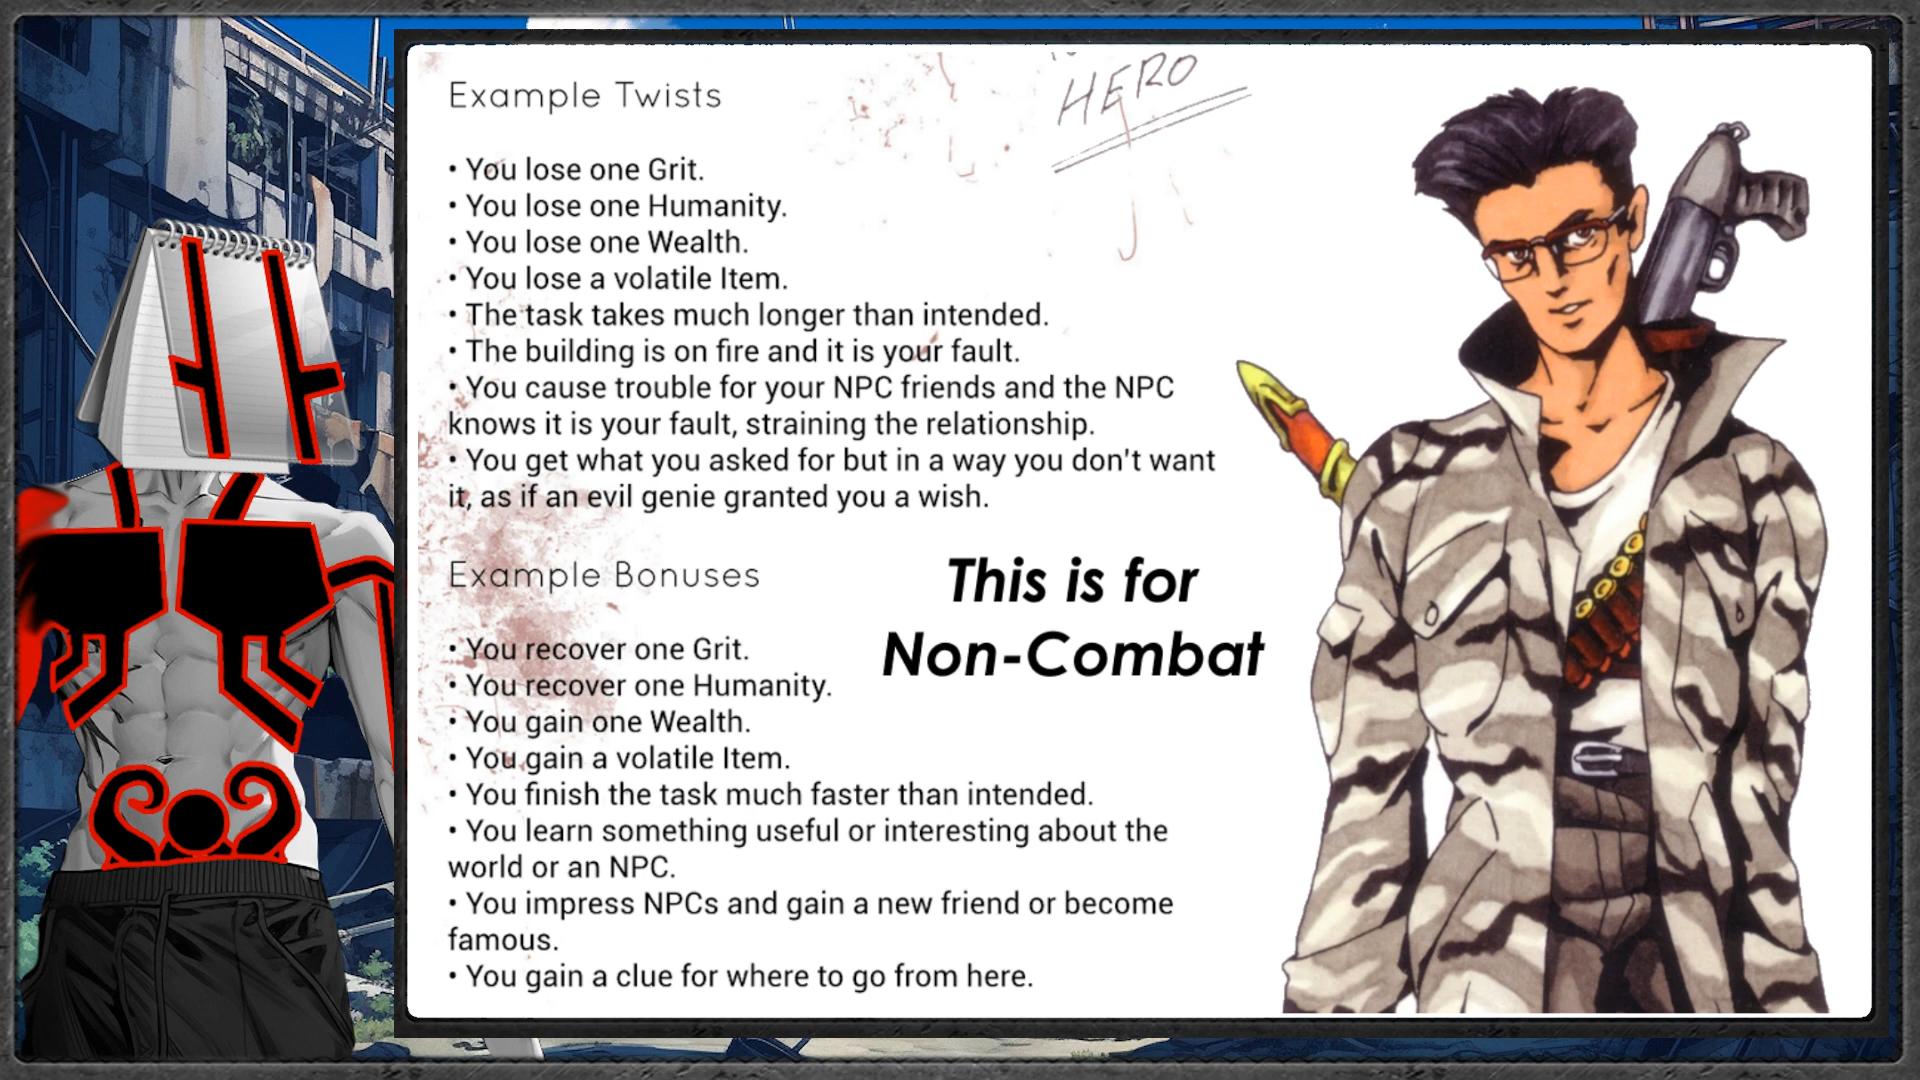 HERO
Example Twists
• You lose one Grit.
• You lose one Humanity.
• You lose one Wealth.
• You lose a volatile Item.
• The task takes much longer than intended.
• The building is on fire and it is your fault.
• You cause trouble for your NPC friends and the NPC
knows it is your fault, straining the relationship.
• You get what you asked for but in a way you don't want
it, as if an evil genie granted you a wish.
Example Bonuses
• You recover one Grit.
• You recover one Humanity.
• You gain one Wealth.
• You gain a volatile Item.
• You finish the task much faster than intended.
• You learn something useful or interesting about the
world or an NPC.
• You impress NPCs and gain a new friend or become
famous.
• You gain a clue for where to go from here.
This is for
Non-Combat